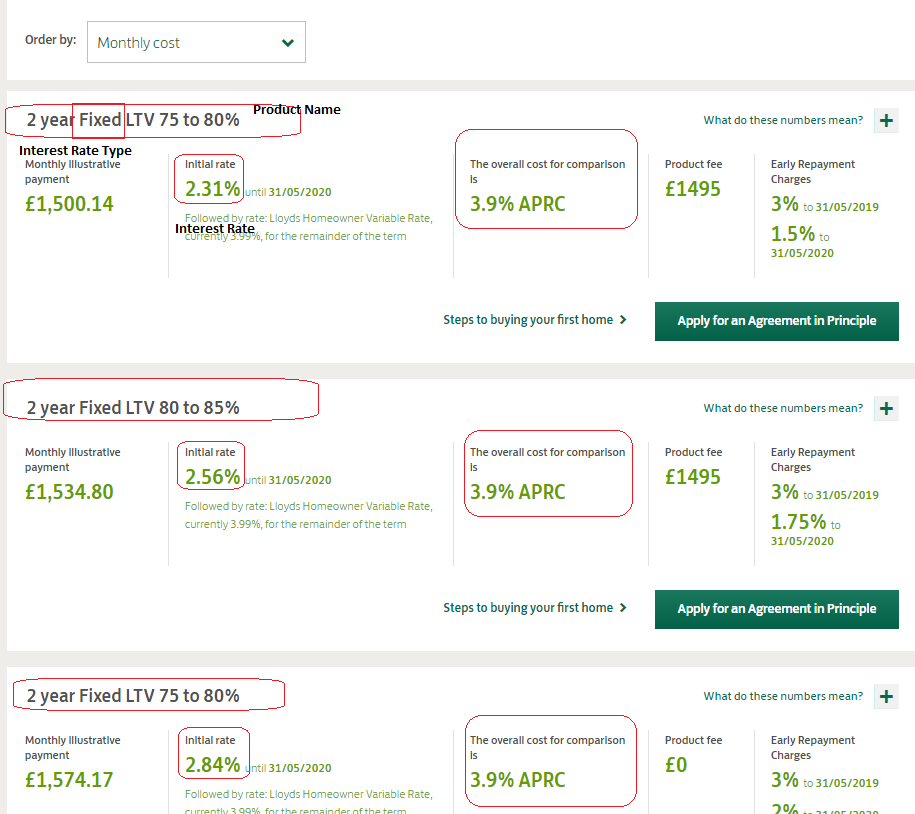 Order by:
Monthly cost
Product Name
2 year Fixed LTV 75 to 80%
What do these numbers mean?
+
Interest Rate Type
Monthly Illustrative
payment
£1,500.14
Initial rate
2.31% until 31/05/2020
Followed by rate: Lloyds Homeowner Variable Rate,
Interest Rate
currently 3.99%, for the remainder of the term
The overall cost for comparison
is
3.9% APRC
Product fee
£1495
Early Repayment
Charges
3% to 31/05/2019
1.5% to
31/05/2020
Steps to buying your first home
Apply for an Agreement in Principle
2 year Fixed LTV 80 to 85%
What do these numbers mean?
+
Monthly Illustrative
payment
£1,534.80
Initial rate
2.56% until 31/05/2020
Followed by rate: Lloyds Homeowner Variable Rate,
currently 3.99%, for the remainder of the term
The overall cost for comparison
is
3.9% APRC
Product fee
£1495
Early Repayment
Charges
3% to 31/05/2019
1.75% to
31/05/2020
Steps to buying your first home
Apply for an Agreement in Principle
2 year Fixed LTV 75 to 80%
What do these numbers mean?
+
Monthly Illustrative
payment
£1,574.17
Initial rate
2.84% until 31/05/2020
Followed by rate: Lloyds Homeowner Variable Rate,
currently 3.99%, for the remainder of the term
The overall cost for comparison
is
3.9% APRC
Product fee
£0
Early Repayment
Charges
3% to 31/05/2019
2% to 31/05/2020